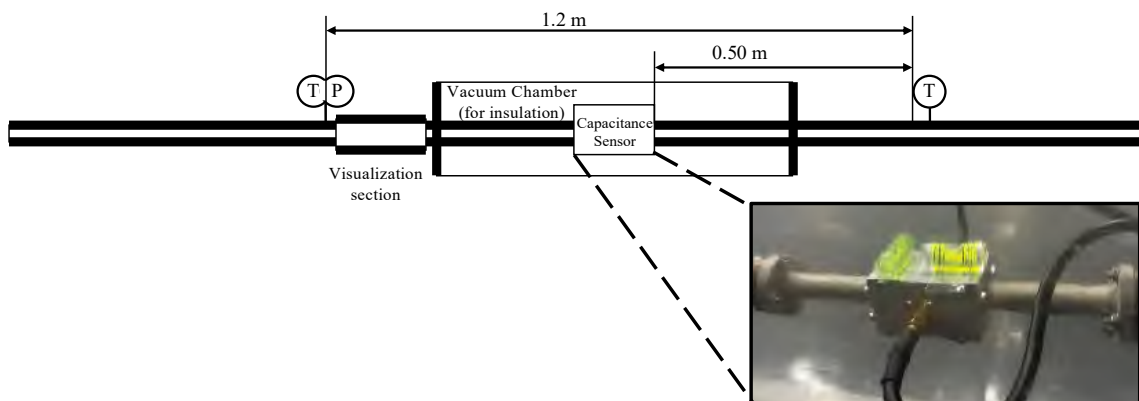 1.2 m
0.50 m
T
P
T
Vacuum Chamber
(for insulation)
Capacitance
Sensor
Visualization
section